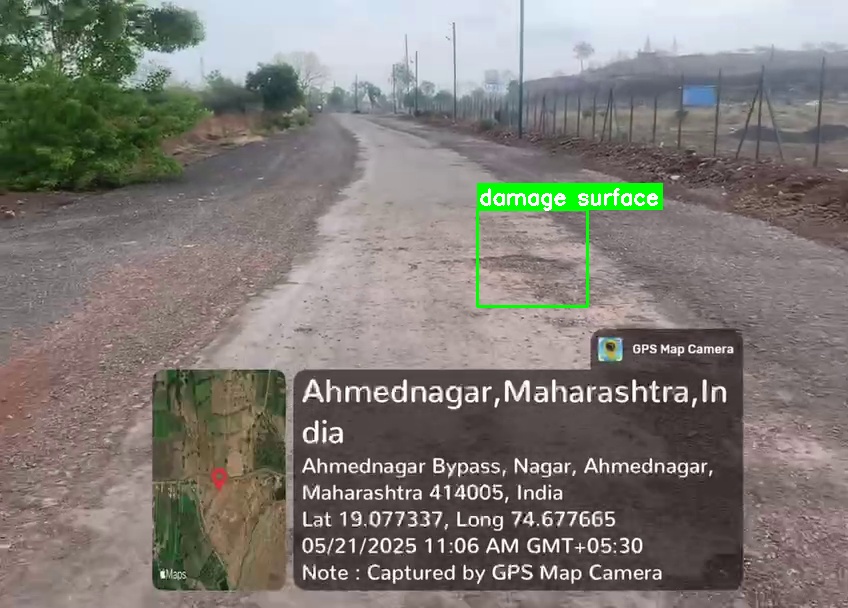 damage surface
GPS Map Camera
Ahmednagar,Maharashtra,In
dia
Ahmednagar Bypass, Nagar, Ahmednagar,
Maharashtra 414005, India
Lat 19.077337, Long 74.677665
05/21/2025 11:06 AM GMT+05:30
Note : Captured by GPS Map Camera
Maps